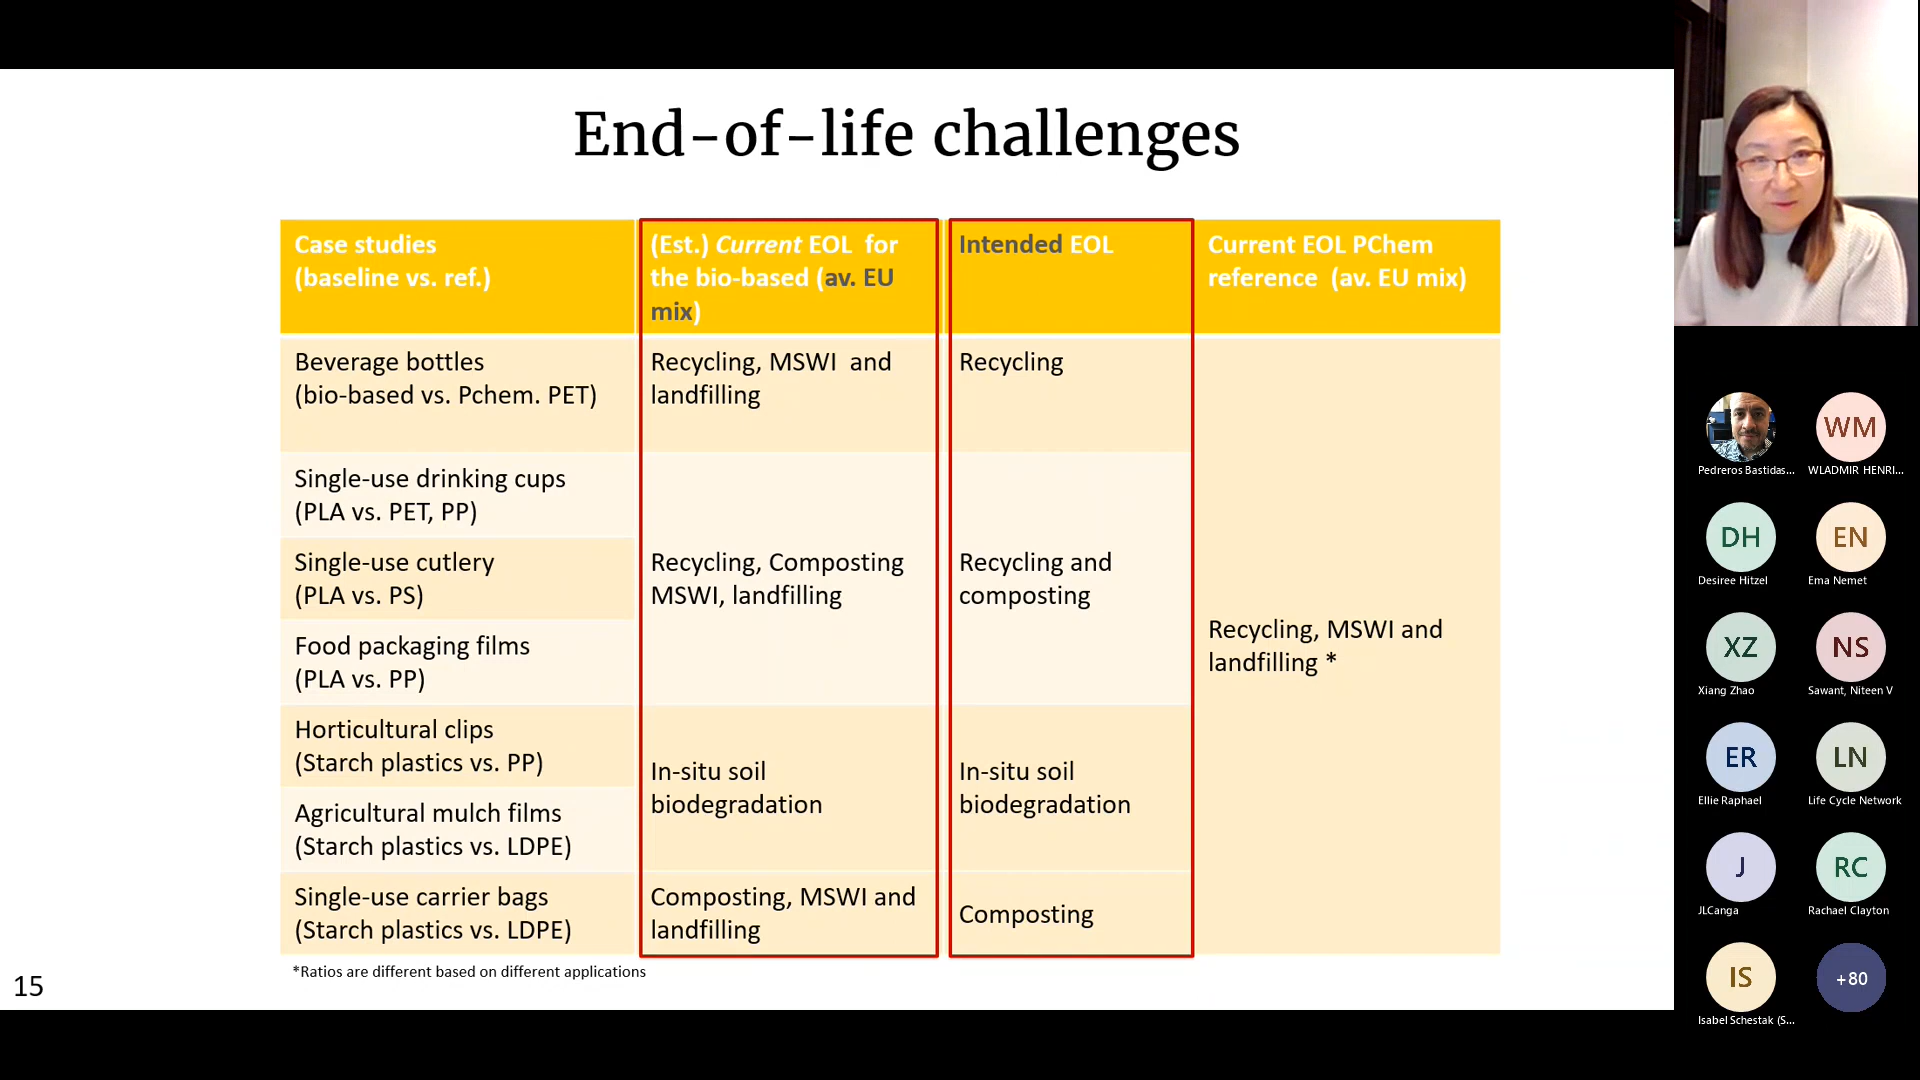 End-of-life challenges
Case studies
(baseline vs. ref.)
(Est.) Current EOL for
the bio-based (av. EU
mix)
Intended EOL
Current EOL PChem
reference (av. EU mix)
Beverage bottles
(bio-based vs. Pchem. PET)
Recycling, MSWI and
landfilling
Recycling
Single-use drinking cups
(PLA vs. PET, PP)
Single-use cutlery
(PLA vs. PS)
Food packaging films
(PLA vs. PP)
Recycling, Composting
MSWI, landfilling
Recycling and
composting
Recycling, MSWI and
landfilling *
Horticultural clips
(Starch plastics vs. PP)
Agricultural mulch films
(Starch plastics vs. LDPE)
In-situ soil
biodegradation
In-situ soil
biodegradation
Single-use carrier bags
(Starch plastics vs. LDPE)
Composting, MSWI and
landfilling
Composting
*Ratios are different based on different applications
15
Pedreros Bastidas...
WM
WLADMIR HENRI...
DH
Desiree Hitzel
EN
Ema Nemet
XZ
Xiang Zhao
NS
Sawant, Niteen V
ER
Ellie Raphael
LN
Life Cycle Network
J
JLCanga
RC
Rachael Clayton
IS
Isabel Schestak (S...
+80